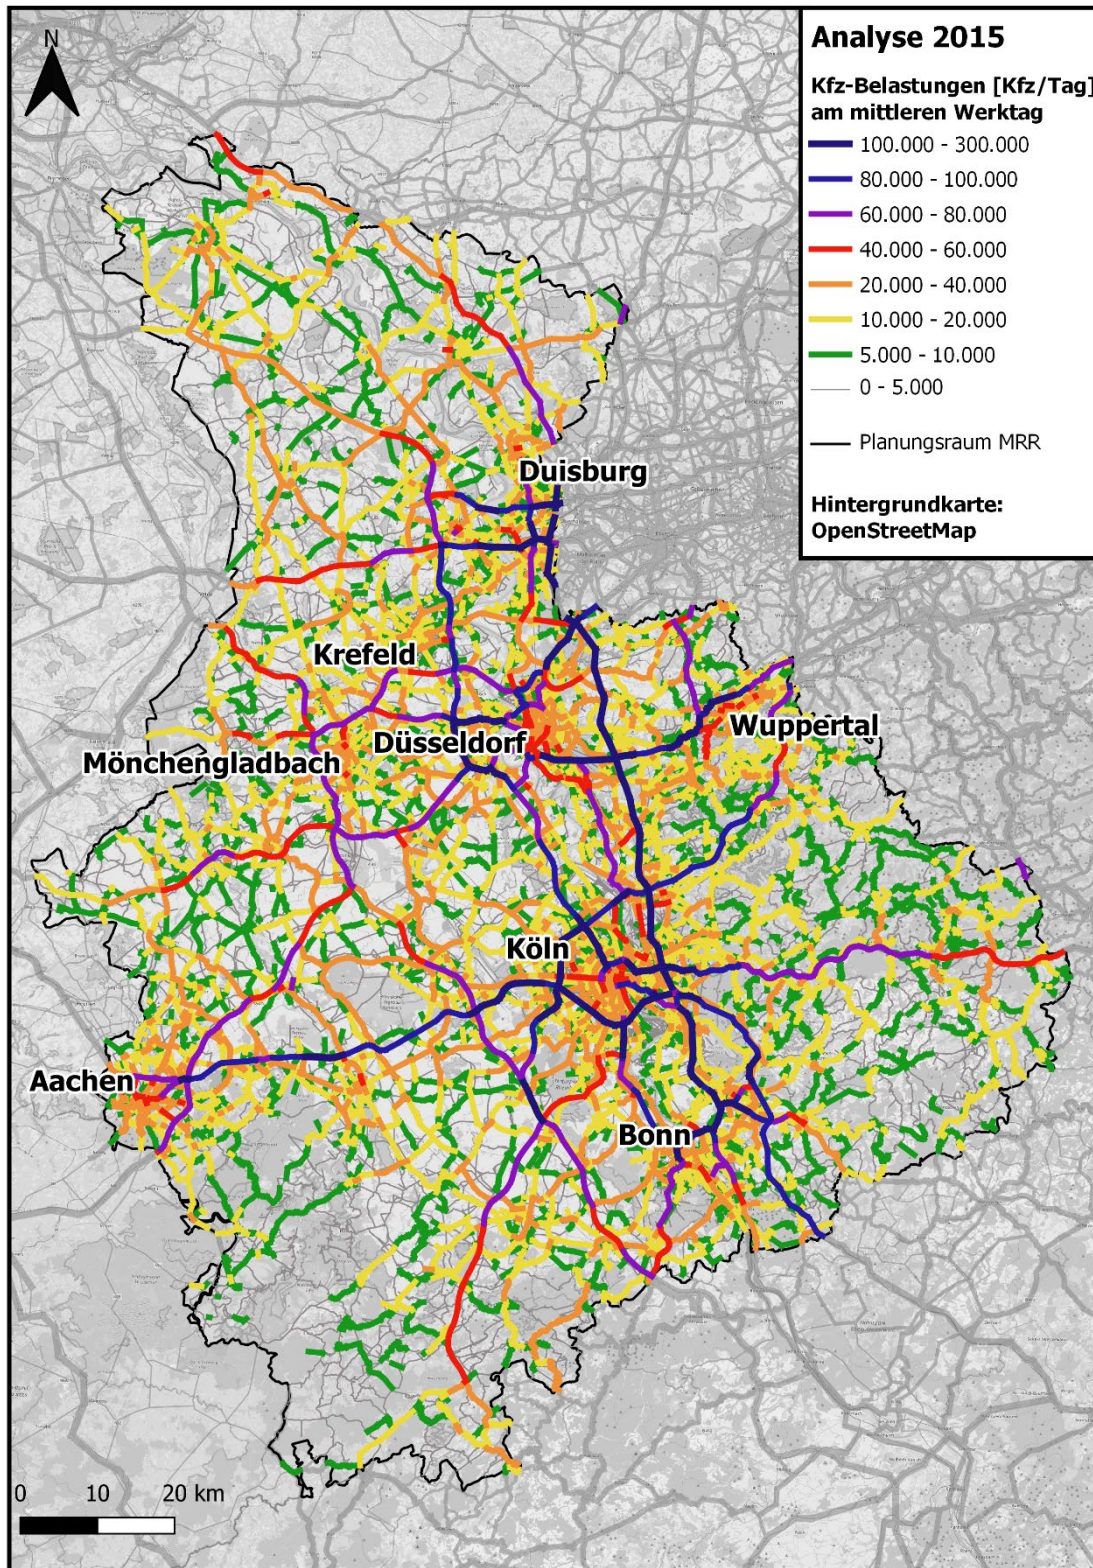 N
Analyse 2015
Kfz-Belastungen [Kfz/Tag]
am mittleren Werktag
100.000 - 300.000
80.000 - 100.000
60.000 - 80.000
40.000 - 60.000
20.000 - 40.000
10.000 - 20.000
5.000 - 10.000
0 - 5.000
Planungsraum MRR
Hintergrundkarte:
OpenStreetMap
Duisburg
Krefeld
Wuppertal
Düsseldorf
Mönchengladbach
Köln
Aachen
Bonn
0 10 20 km